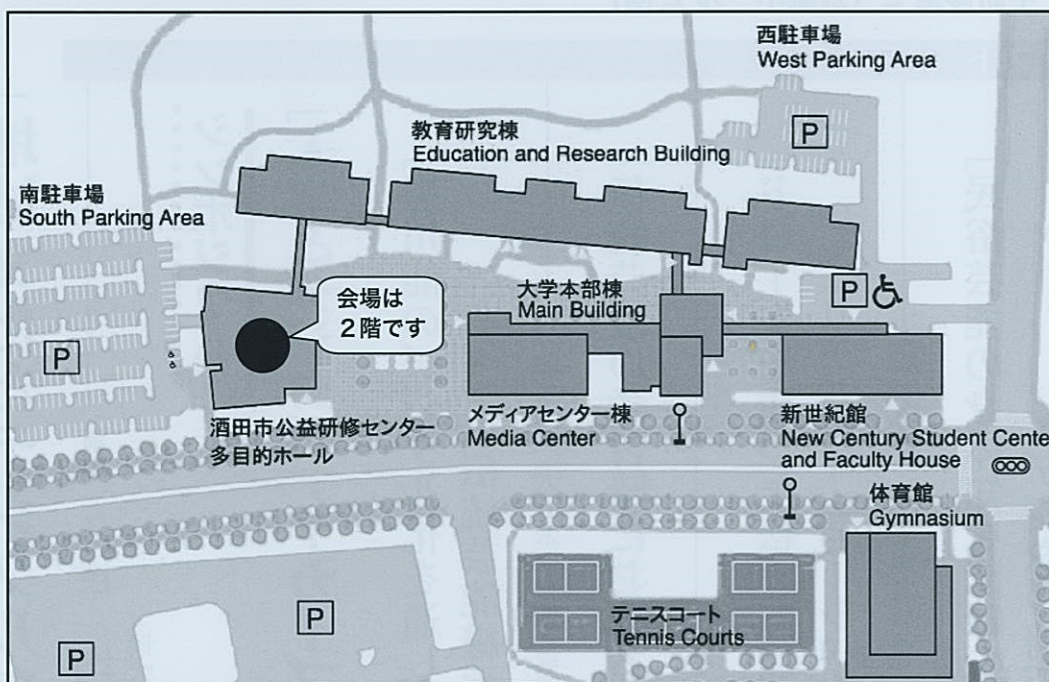 西駐車場
West Parking Area
P
教育研究棟
Education and Research Building
南駐車場
South Parking Area
P
会場は
2階です
大学本部棟
Main Building
P
酒田市公益研修センター
多目的ホール
メディアセンター棟
Media Center
新世紀館
New Century Student Cente
and Faculty House
体育館
Gymnasium
テニスコート
Tennis Courts
P
P